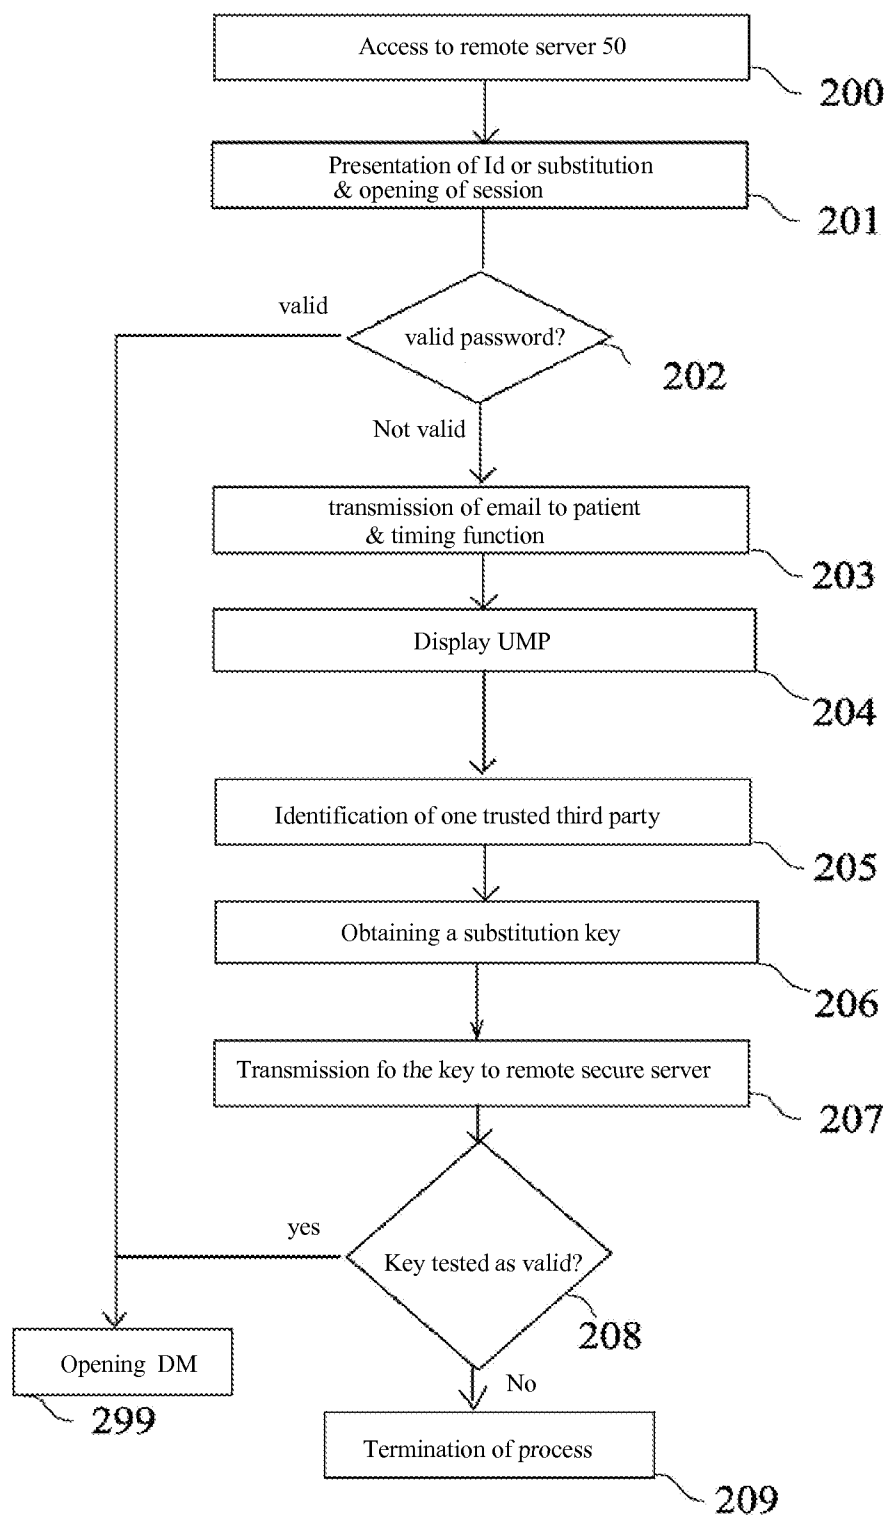 Access to remote server 50
200
Presentation of Id or substitution
& opening of session
201
valid
valid password?
202
Not valid
transmission of email to patient
& timing function
203
Display UMP
204
Identification of one trusted third party
205
Obtaining a substitution key
206
Transmission fo the key to remote secure server
207
yes
Key tested as valid?
208
Opening DM
299
No
Termination of process
209